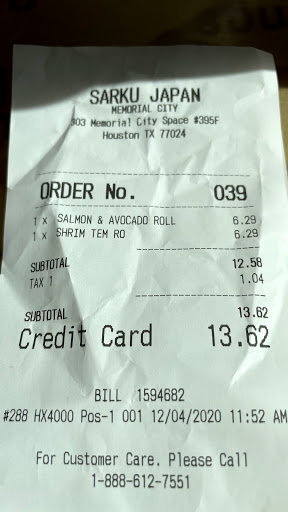 SARKU JAPAN
MEMORIAL CITY
303 Memorial City Space #395F
Houston TX 77024
ORDER No. 039
1 x SALMON & AVOCADO ROLL 6.29
1 x SHRIM TEM RO 6.29
SUBTOTAL 12.58
TAX 1 1.04
SUBTOTAL 13.62
Credit Card 13.62
BILL 1594682
#288 HX4000 Pos-1 001 12/04/2020 11:52 AM
For Customer Care, Please Call
1-888-612-7551